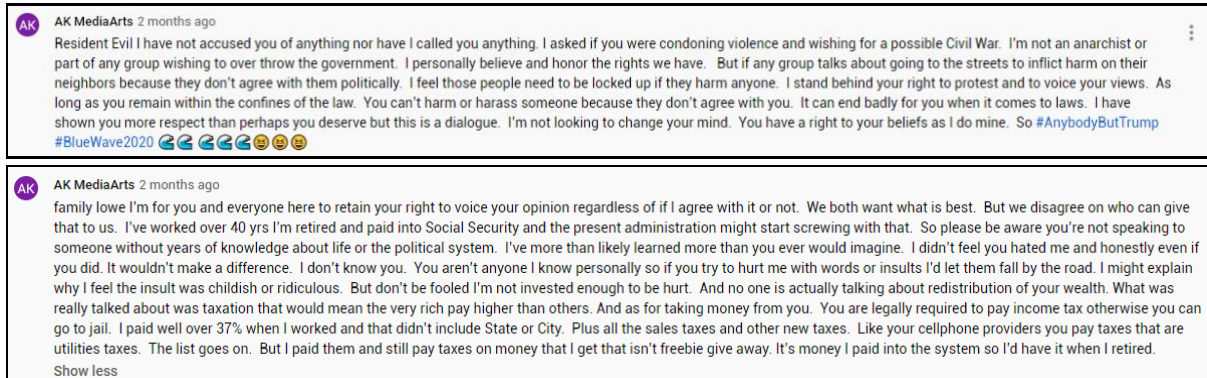 AK
AK MediaArts 2 months ago
Resident Evil I have not accused you of anything nor have I called you anything. I asked if you were condoning violence and wishing for a possible Civil War.  I'm not an anarchist or
part of any group wishing to over throw the government.  I personally believe and honor the rights we have.   But if any group talks about going to the streets to inflict harm on their
neighbors because they don't agree with them politically.  I feel those people need to be locked up if they harm anyone.  I stand behind your right to protest and to voice your views.  As
long as you remain within the confines of the law.  You can't harm or harass someone because they don't agree with you.  It can end badly for you when it comes to laws.  I have
shown you more respect than perhaps you deserve but this is a dialogue.  I'm not looking to change your mind.  You have a right to your beliefs as I do mine.  So #AnybodyButTrump
#BlueWave2020 🌊🌊 🌊🌊🌊😆😆😆
AK
AK MediaArts 2 months ago
family lowe I'm for you and everyone here to retain your right to voice your opinion regardless of if I agree with it or not.  We both want what is best.  But we disagree on who can give
that to us.  I've worked over 40 yrs I'm retired and paid into Social Security and the present administration might start screwing with that.  So please be aware you're not speaking to
someone without years of knowledge about life or the political system.  I've more than likely learned more than you ever would imagine.  I didn't feel you hated me and honestly even if
you did. It wouldn't make a difference.  I don't know you.  You aren't anyone I know personally so if you try to hurt me with words or insults I'd let them fall by the road. I might explain
why I feel the insult was childish or ridiculous.  But don't be fooled I'm not invested enough to be hurt.  And no one is actually talking about redistribution of your wealth. What was
really talked about was taxation that would mean the very rich pay higher than others.  And as for taking money from you.  You are legally required to pay income tax otherwise you can
go to jail.  I paid well over 37% when I worked and that didn't include State or City.  Plus all the sales taxes and other new taxes.  Like your cellphone providers you pay taxes that are
utilities taxes.  The list goes on.  But I paid them and still pay taxes on money that I get that isn't freebie give away. It's money I paid into the system so I'd have it when I retired.
Show less